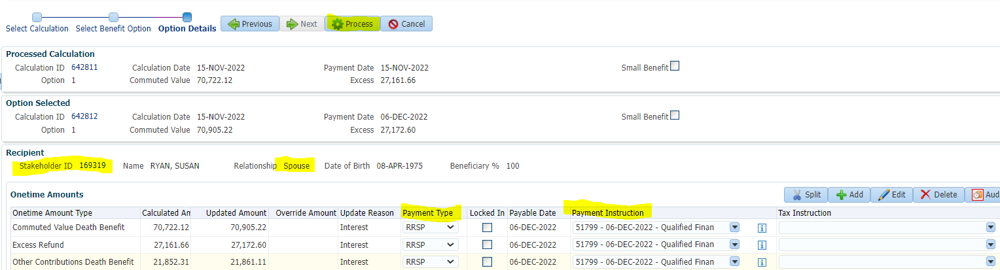 Select Calculation Select Benefit Option Option Details Previous Next Process Cancel
Processed Calculation
Calculation ID 642811 Calculation Date 15-NOV-2022 Payment Date 15-NOV-2022 Small Benefit
Option 1 Commuted Value 70,722.12 Excess 27,161.66
Option Selected
Calculation ID 642812 Calculation Date 15-NOV-2022 Payment Date 06-DEC-2022 Small Benefit
Option 1 Commuted Value 70,905.22 Excess 27,172.60
Recipient
Stakeholder ID 169319 Name RYAN, SUSAN Relationship Spouse Date of Birth 08-APR-1975 Beneficiary % 100
Onetime Amounts Split Add Edit Delete Aud
Onetime Amount Type Calculated Am Updated Amount Override Amount Update Reason Payment Type Locked In Payable Date Payment Instruction Tax Instruction
Commuted Value Death Benefit 70,722.12 70,905.22 Interest RRSP 06-DEC-2022 51799 - 06-DEC-2022 - Qualified Finan
Excess Refund 27,161.66 27,172.60 Interest RRSP 06-DEC-2022 51799 - 06-DEC-2022 - Qualified Finan
Other Contributions Death Benefit 21,852.31 21,861.11 Interest RRSP 06-DEC-2022 51799 - 06-DEC-2022 - Qualified Finan